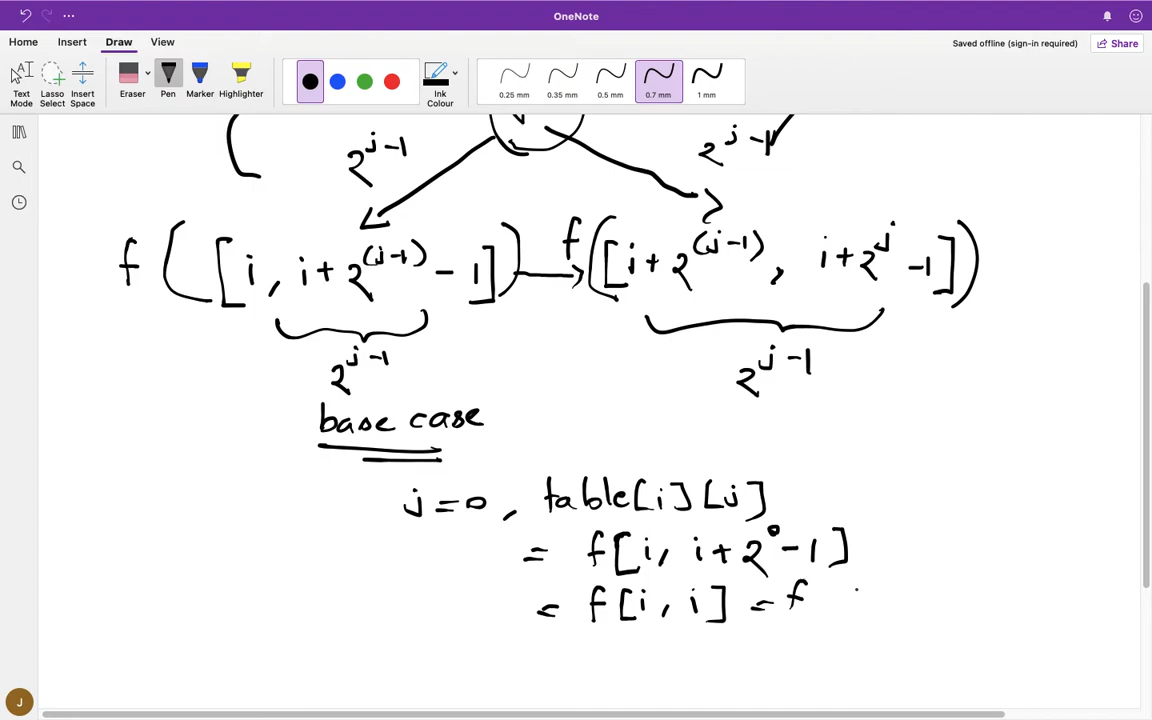 OneNote
Home Insert Draw View
Saved offline (sign-in required) Share
Text Mode
Lasso Select
Insert Space
Eraser
Pen
Marker
Highlighter
Ink Colour
0.25 mm 0.35 mm 0.5 mm 0.7 mm 1 mm
2^{j-1} 2^{j-1}
f([i, i+2^{(j-1)}-1]) → f([i+2^{(j-1)}, i+2^j-1])
2^{j-1} 2^{j-1}
base case
j=0, table[i][j]
= f[i, i+2^0-1]
= f[i, i] = f
J